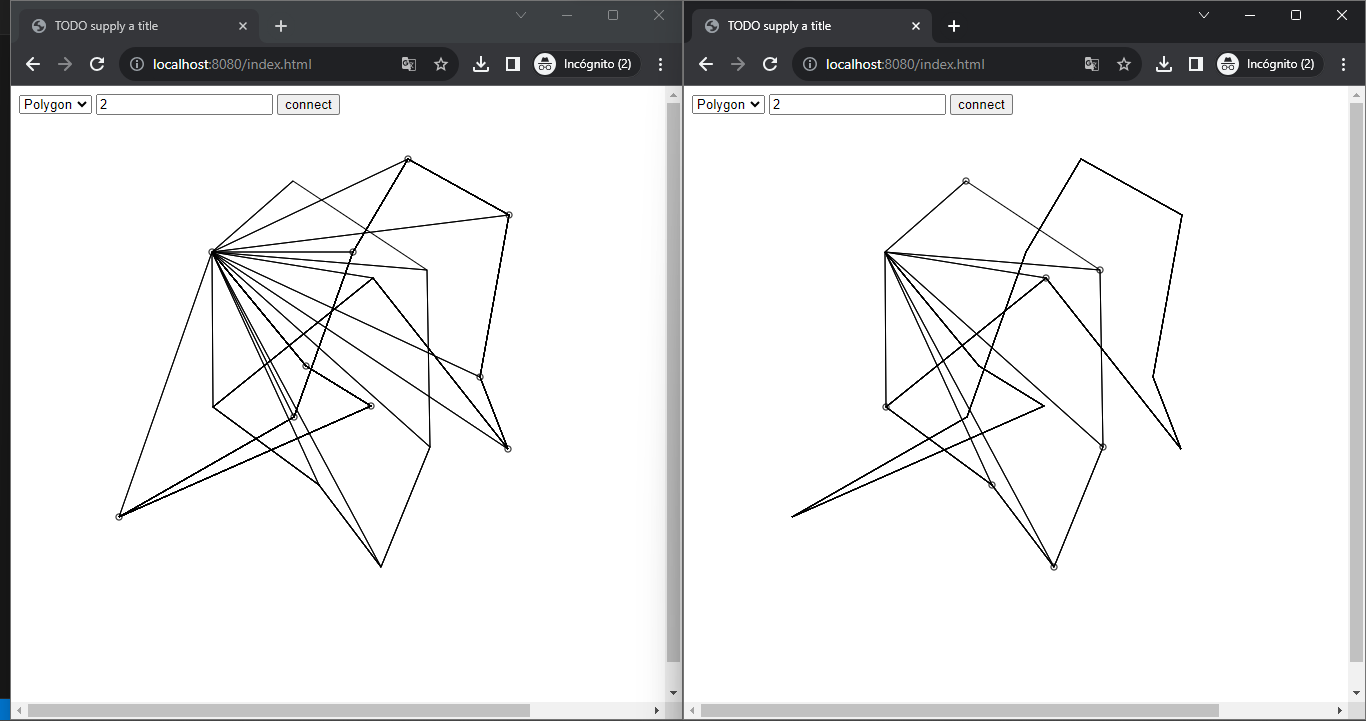 TODO supply a title
localhost:8080/index.html
Incógnito (2)
Polygon 2 connect
TODO supply a title
localhost:8080/index.html
Incógnito (2)
Polygon 2 connect